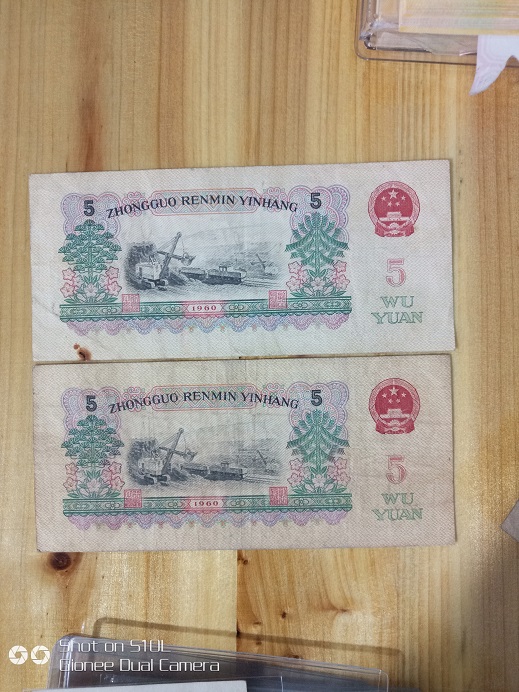 5 ZHONGGUO RENMIN YINHANG 5
5
WU
YUAN
1960
5 ZHONGGUO RENMIN YINHANG 5
5
WU
YUAN
1960
Shot on S10L
Gionee Dual Camera